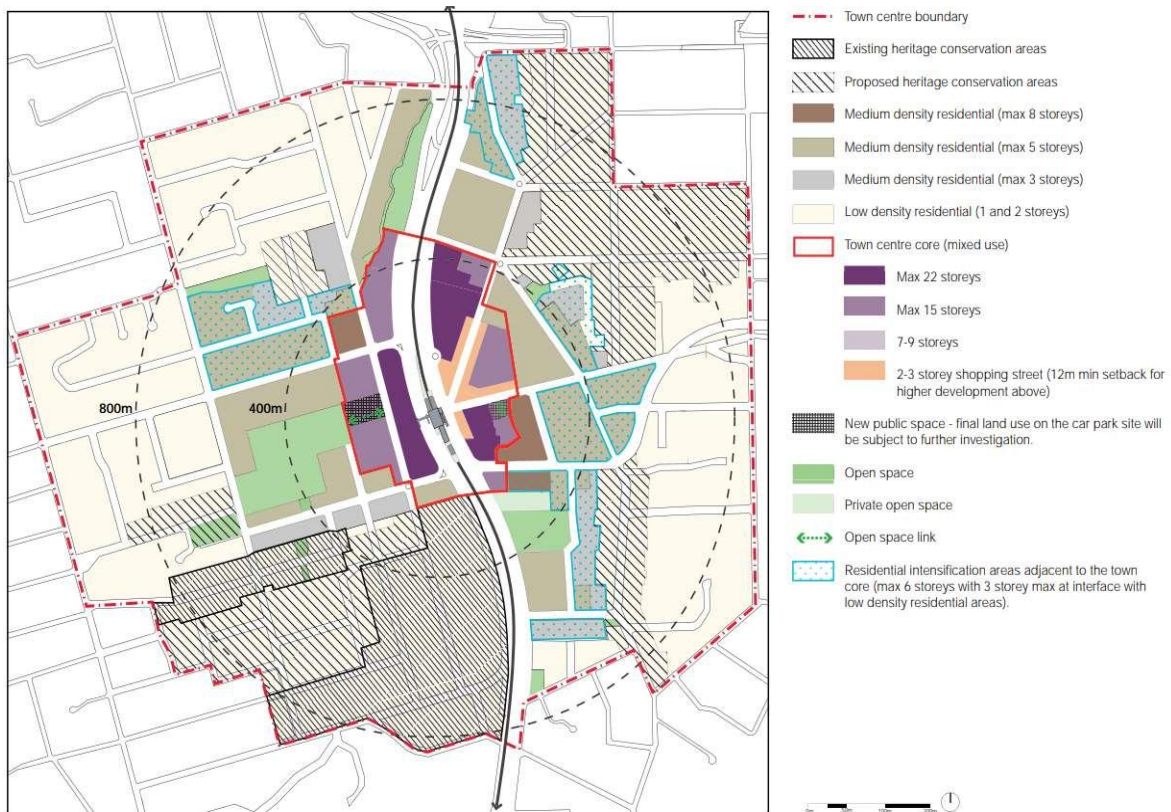 Town centre boundary
Existing heritage conservation areas
Proposed heritage conservation areas
Medium density residential (max 8 storeys)
Medium density residential (max 5 storeys)
Medium density residential (max 3 storeys)
Low density residential (1 and 2 storeys)
Town centre core (mixed use)
Max 22 storeys
Max 15 storeys
7-9 storeys
2-3 storey shopping street (12m min setback for
higher development above)
New public space - final land use on the car park site will
be subject to further investigation.
Open space
Private open space
Open space link
Residential intensification areas adjacent to the town
core (max 6 storeys with 3 storey max at interface with
low density residential areas).
800m
400m